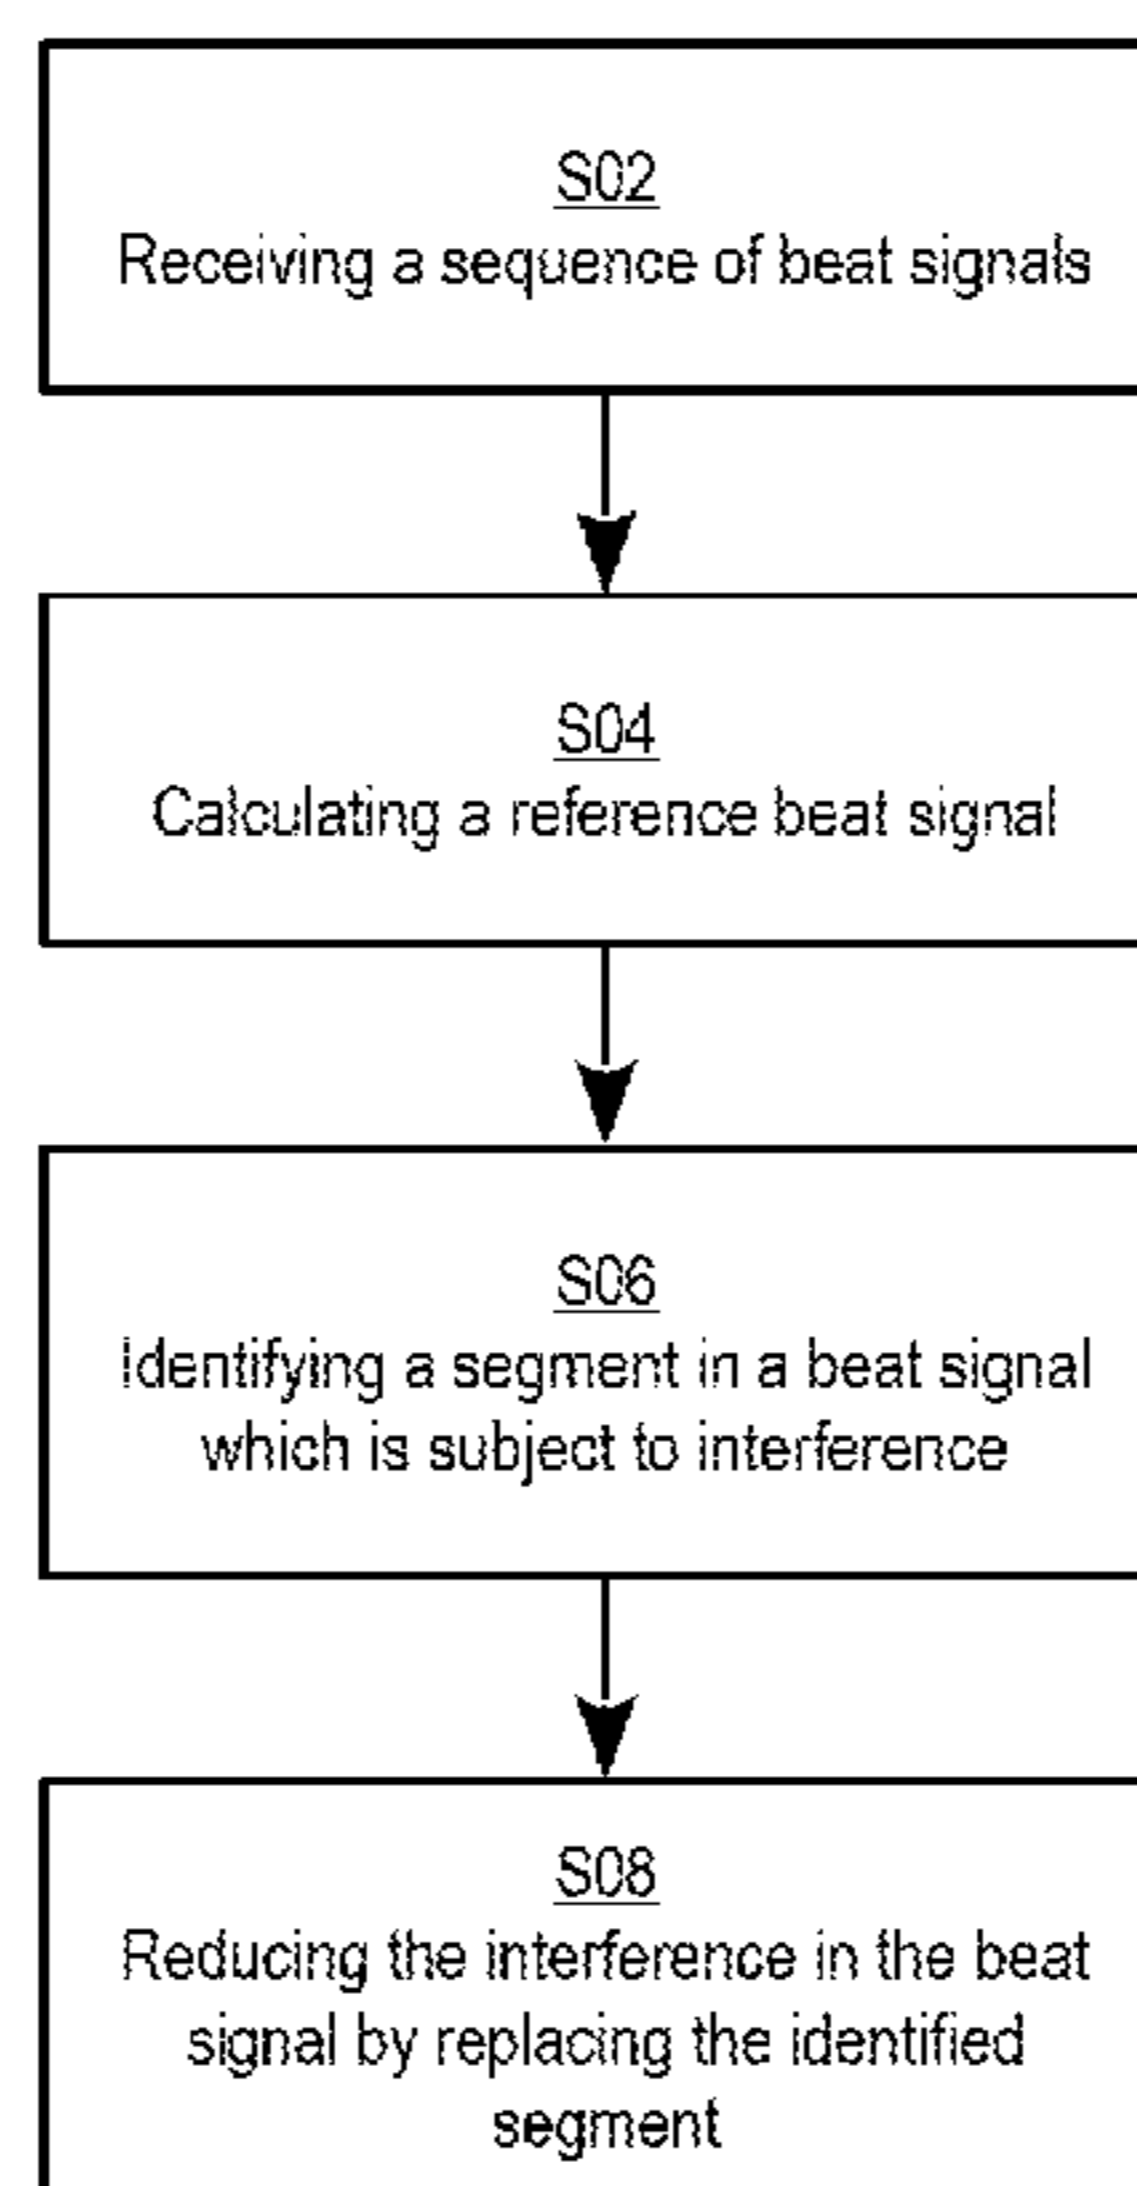 S02
Receiving a sequence of beat signals
S04
Calculating a reference beat signal
S06
Identifying a segment in a beat signal
which is subject to interference
S08
Reducing the interference in the beat
signal by replacing the identified
segment